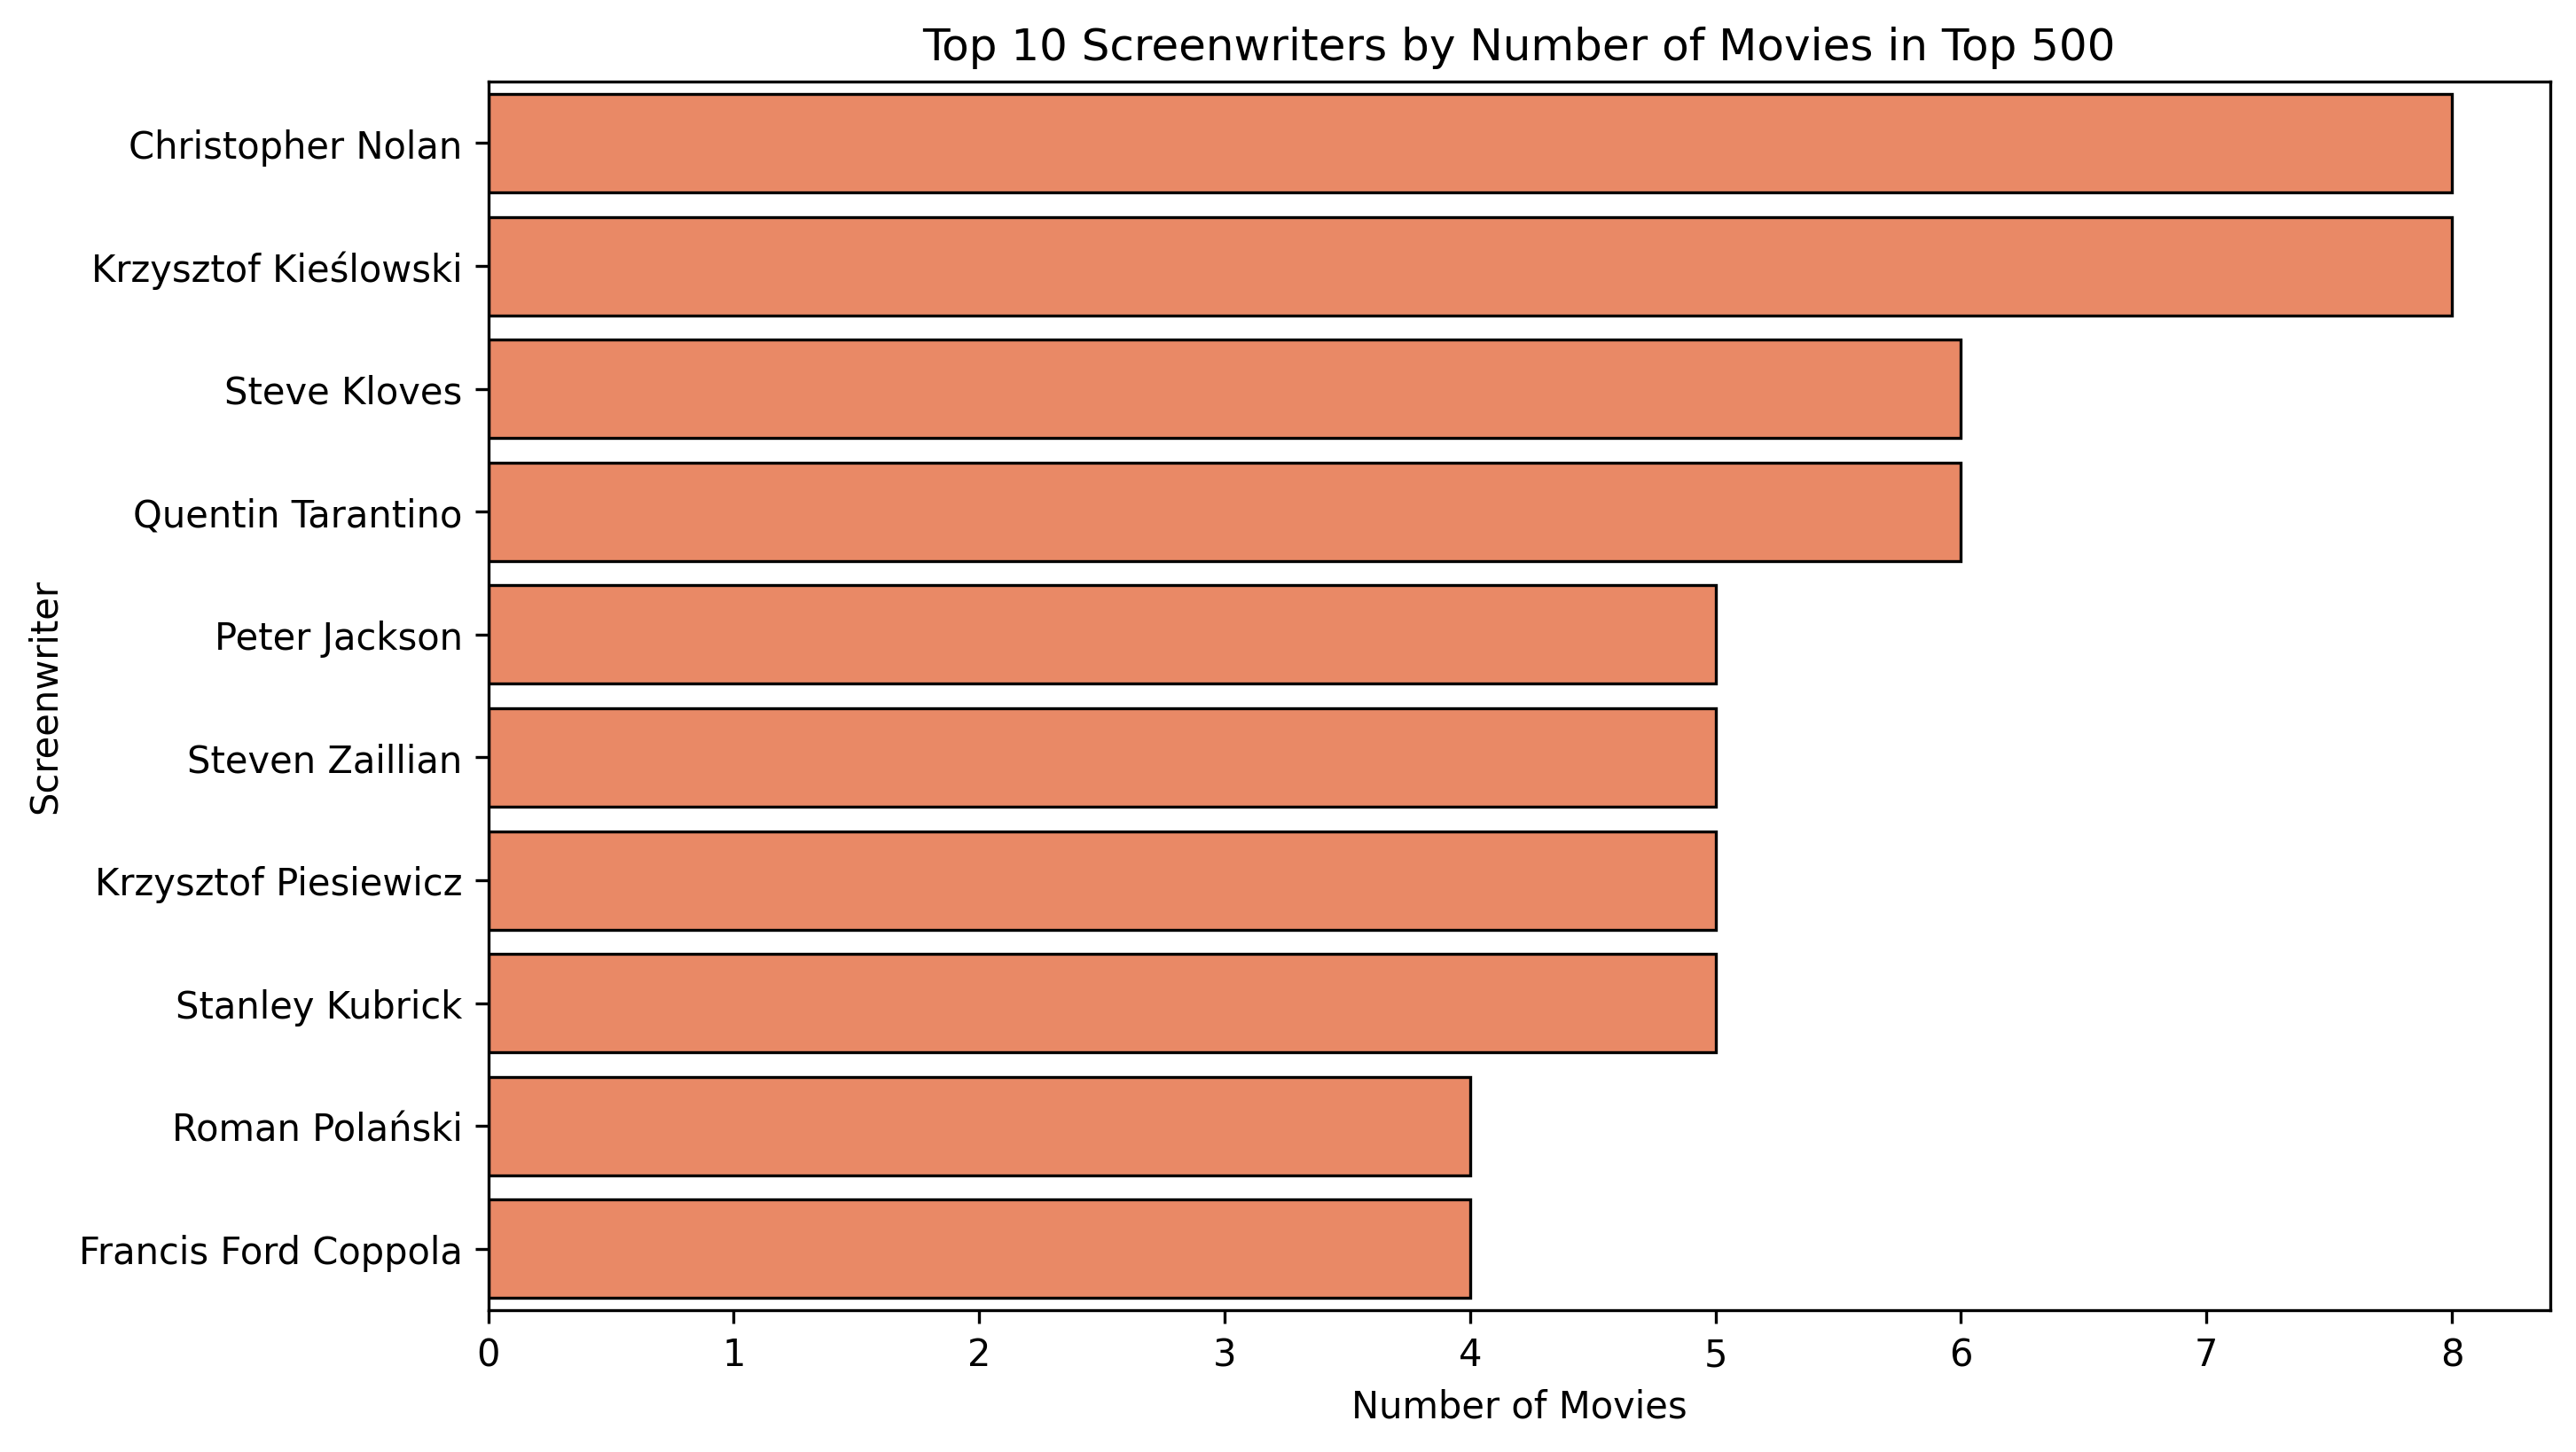 Top 10 Screenwriters by Number of Movies in Top 500
Screenwriter
Christopher Nolan
Krzysztof Kieślowski
Steve Kloves
Quentin Tarantino
Peter Jackson
Steven Zaillian
Krzysztof Piesiewicz
Stanley Kubrick
Roman Polański
Francis Ford Coppola
0 1 2 3 4 5 6 7 8
Number of Movies